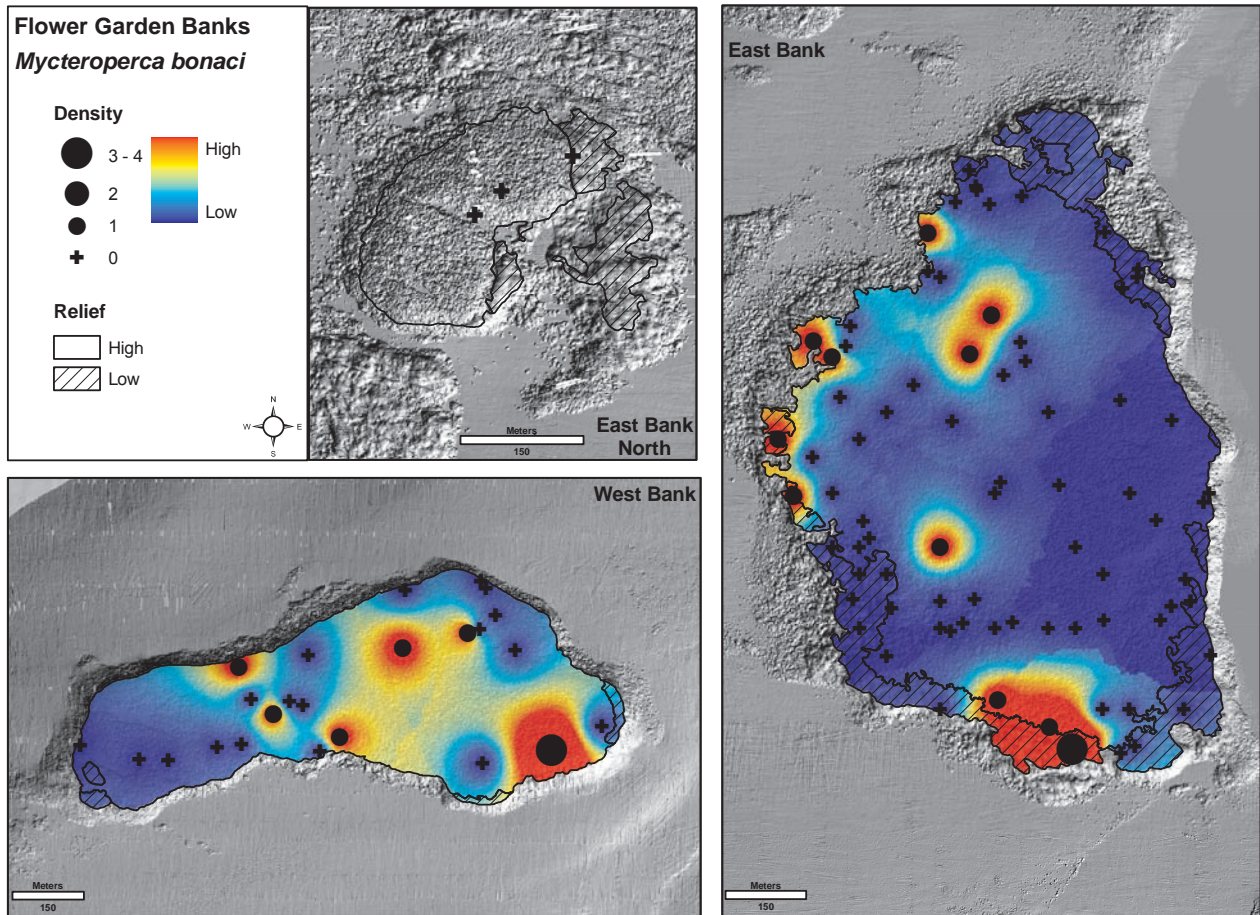 Flower Garden Banks
Mycteroperca bonaci
Density
3 - 4
2
1
0
High
Low
Relief
High
Low
N
W
E
S
Meters
150
East Bank
North
East Bank
West Bank
Meters
150
Meters
150